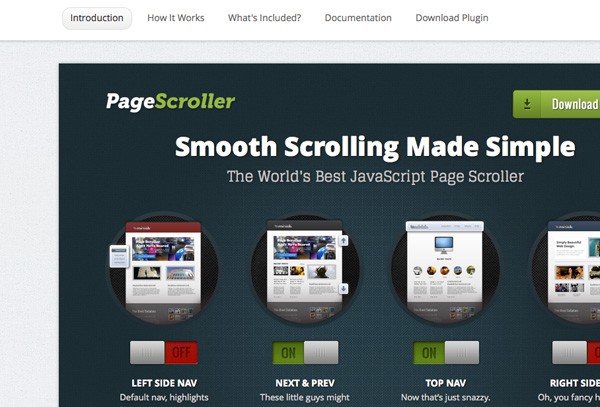 Introduction How It Works What's Included? Documentation Download Plugin
PageScroller
Download
Smooth Scrolling Made Simple
The World's Best JavaScript Page Scroller
OFF ON ON
LEFT SIDE NAV NEXT & PREV TOP NAV RIGHT SIDE
Default nav, highlights These little guys might Now that's just snazzy. Oh, you fancy h